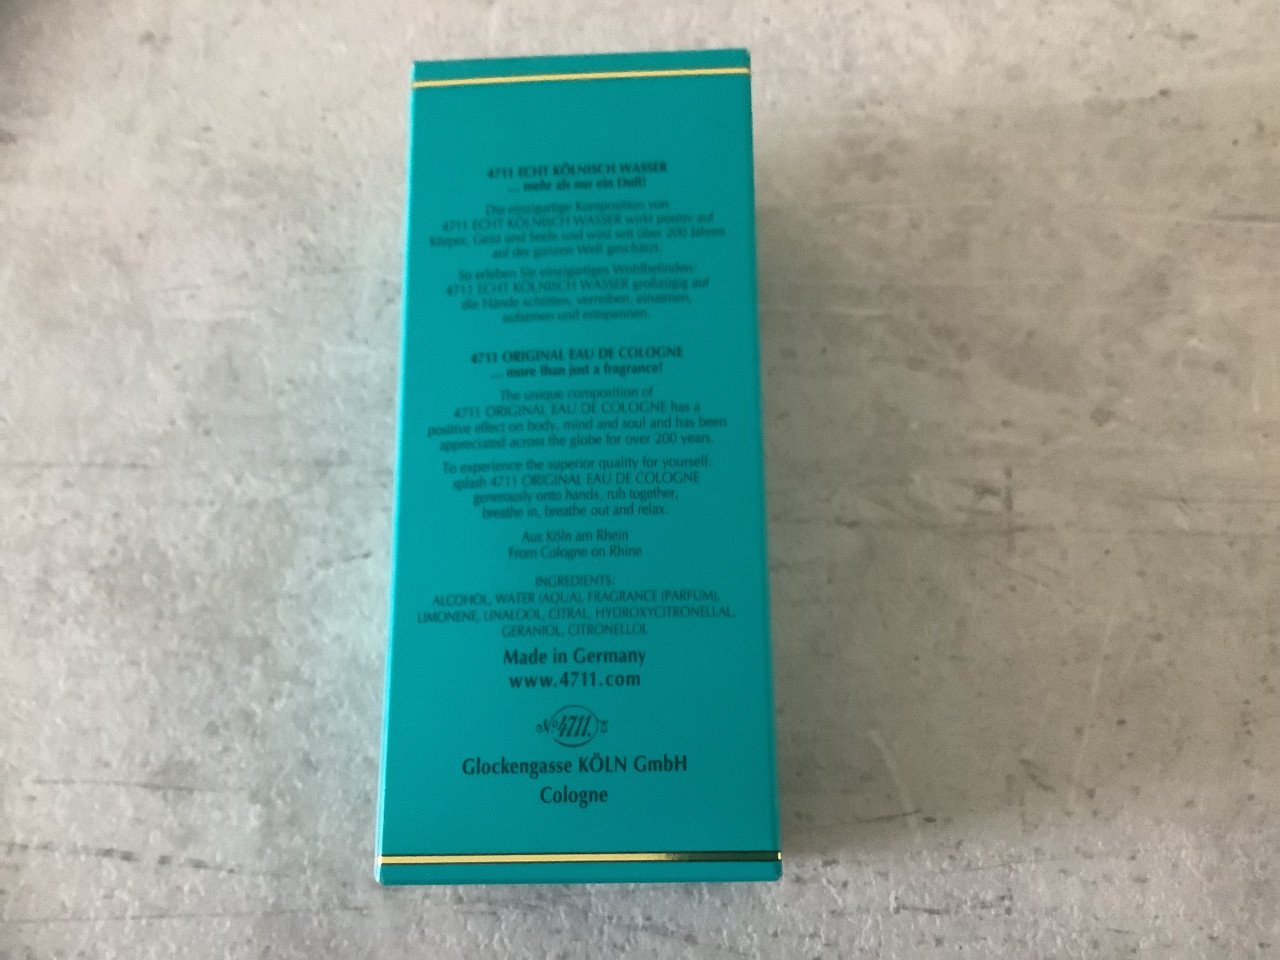 4711 ECHT KÖLNISCH WASSER
... mehr als nur ein Duft!
Die einzigartige Komposition von
4711 ECHT KÖLNISCH WASSER wirkt positiv auf
Körper, Geist und Seele und wird seit über 200 Jahren
auf der ganzen Welt geschätzt.
So erleben Sie einzigartiges Wohlbefinden:
4711 ECHT KÖLNISCH WASSER großzügig auf
die Hände schütten, verreiben, einatmen,
aufatmen und entspannen.
4711 ORIGINAL EAU DE COLOGNE
... more than just a fragrance!
The unique composition of
4711 ORIGINAL EAU DE COLOGNE has a
positive effect on body, mind and soul and has been
appreciated across the globe for over 200 years.
To experience the superior quality for yourself:
splash 4711 ORIGINAL EAU DE COLOGNE
generously onto hands, rub together,
breathe in, breathe out and relax.
Aus Köln am Rhein
From Cologne on Rhine
INGREDIENTS:
ALCOHOL, WATER (AQUA), FRAGRANCE (PARFUM),
LIMONENE, LINALOOL, CITRAL, HYDROXYCITRONELLAL,
GERANIOL, CITRONELLOL
Made in Germany
www.4711.com
Nº 4711.
Glockengasse KÖLN GmbH
Cologne